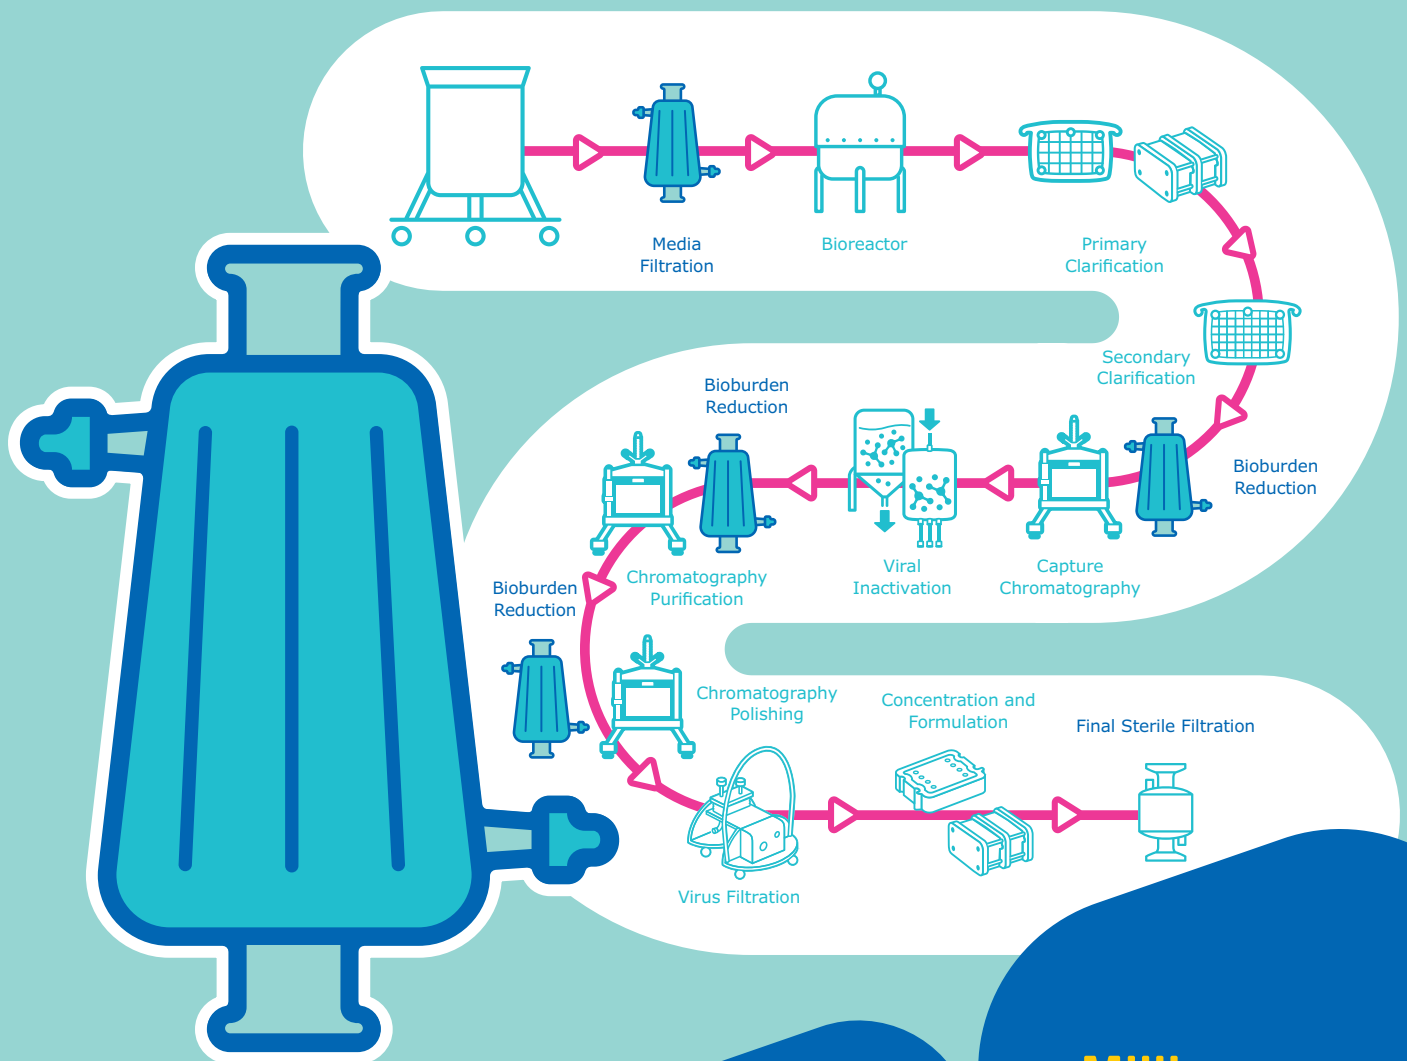 Media
Filtration
Bioreactor
Primary
Clarification
Secondary
Clarification
Bioburden
Reduction
Capture
Chromatography
Viral
Inactivation
Bioburden
Reduction
Chromatography
Purification
Bioburden
Reduction
Chromatography
Polishing
Virus Filtration
Concentration and
Formulation
Final Sterile Filtration